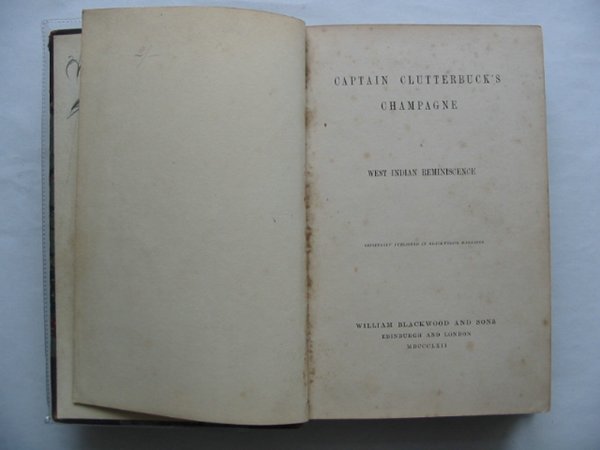 2/-
CAPTAIN CLUTTERBUCK'S
CHAMPAGNE
WEST INDIAN REMINISCENCE
ORIGINALLY PUBLISHED IN BLACKWOOD'S MAGAZINE
WILLIAM BLACKWOOD AND SONS
EDINBURGH AND LONDON
MDCCCLXII